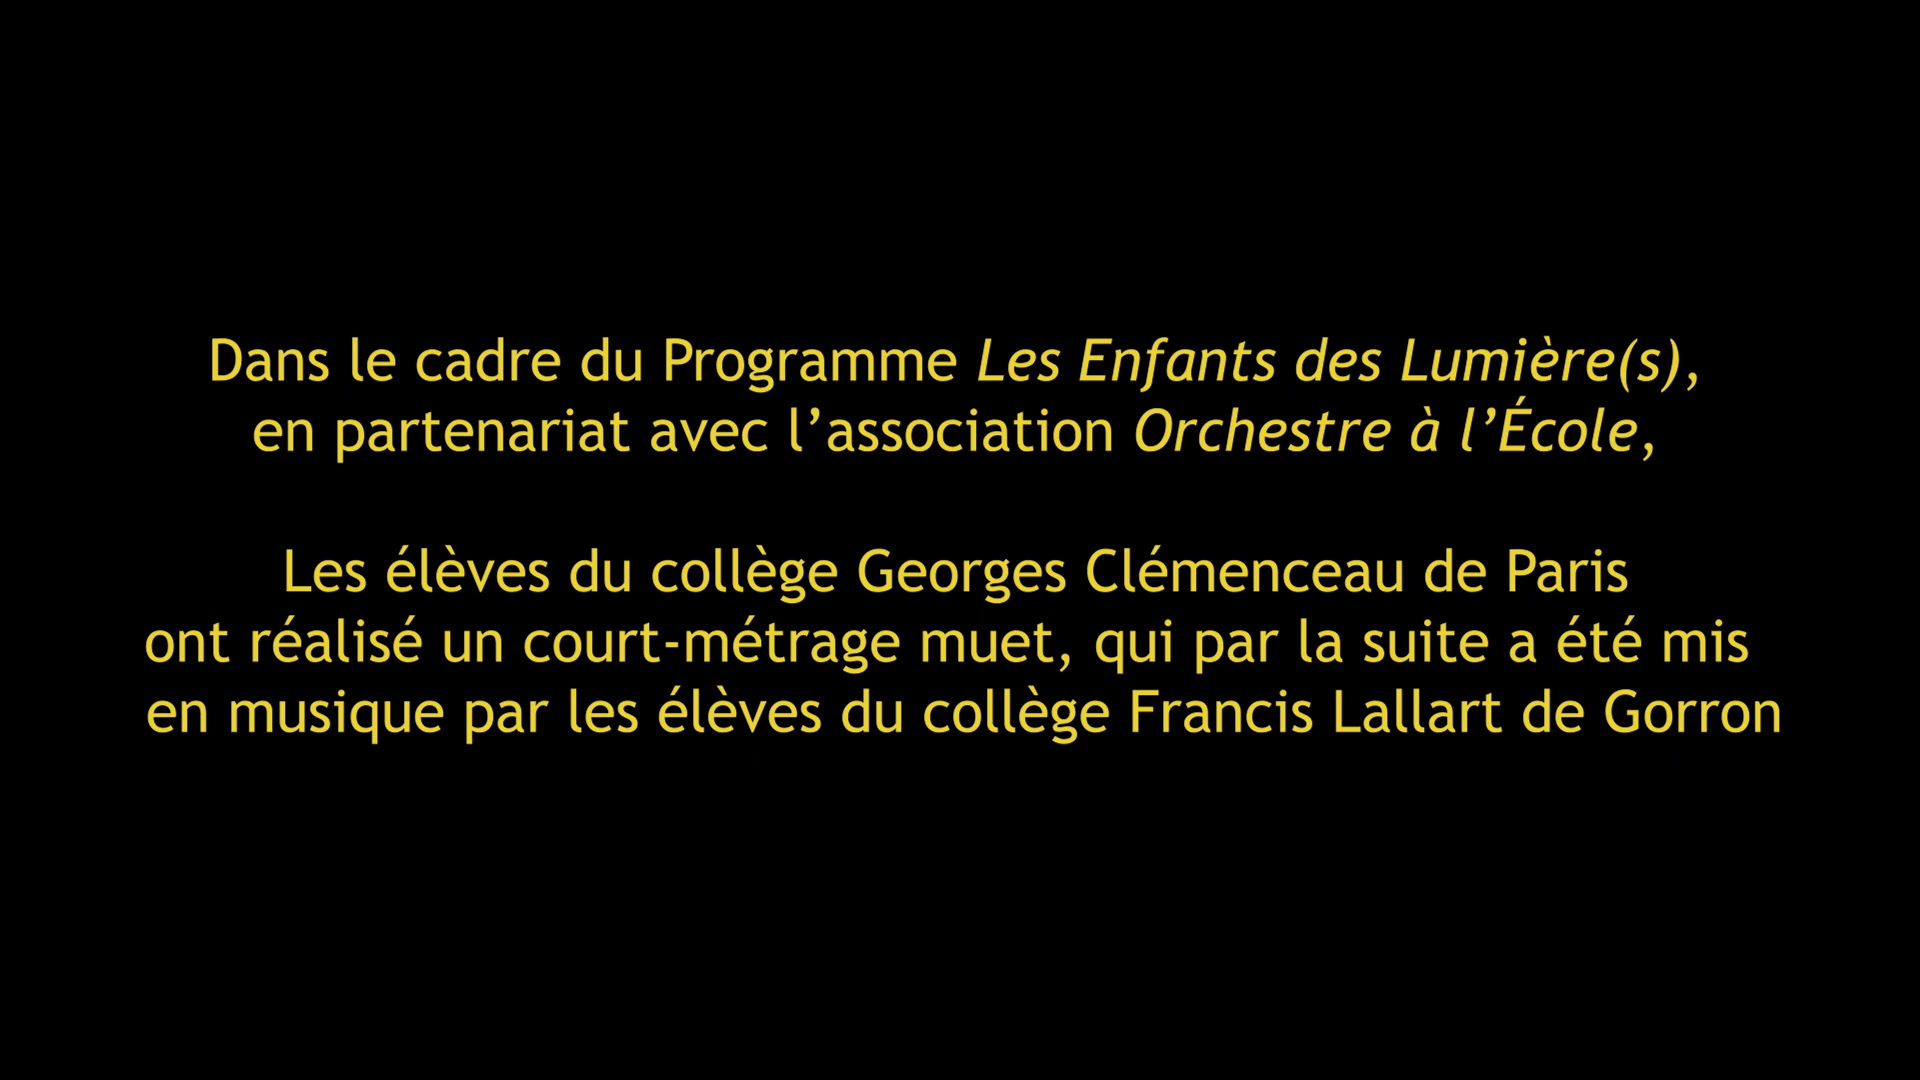 Dans le cadre du Programme Les Enfants des Lumière(s),
en partenariat avec l’association Orchestre à l’École,
Les élèves du collège Georges Clémenceau de Paris
ont réalisé un court-métrage muet, qui par la suite a été mis
en musique par les élèves du collège Francis Lallart de Gorron